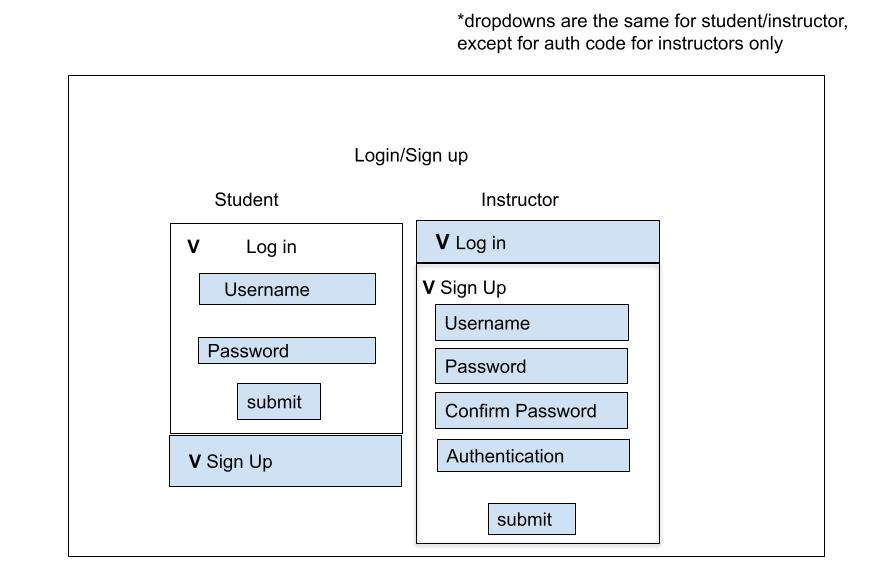 *dropdowns are the same for student/instructor,
except for auth code for instructors only
Login/Sign up
Student
V Log in
Username
Password
submit
V Sign Up
Instructor
V Log in
V Sign Up
Username
Password
Confirm Password
Authentication
submit